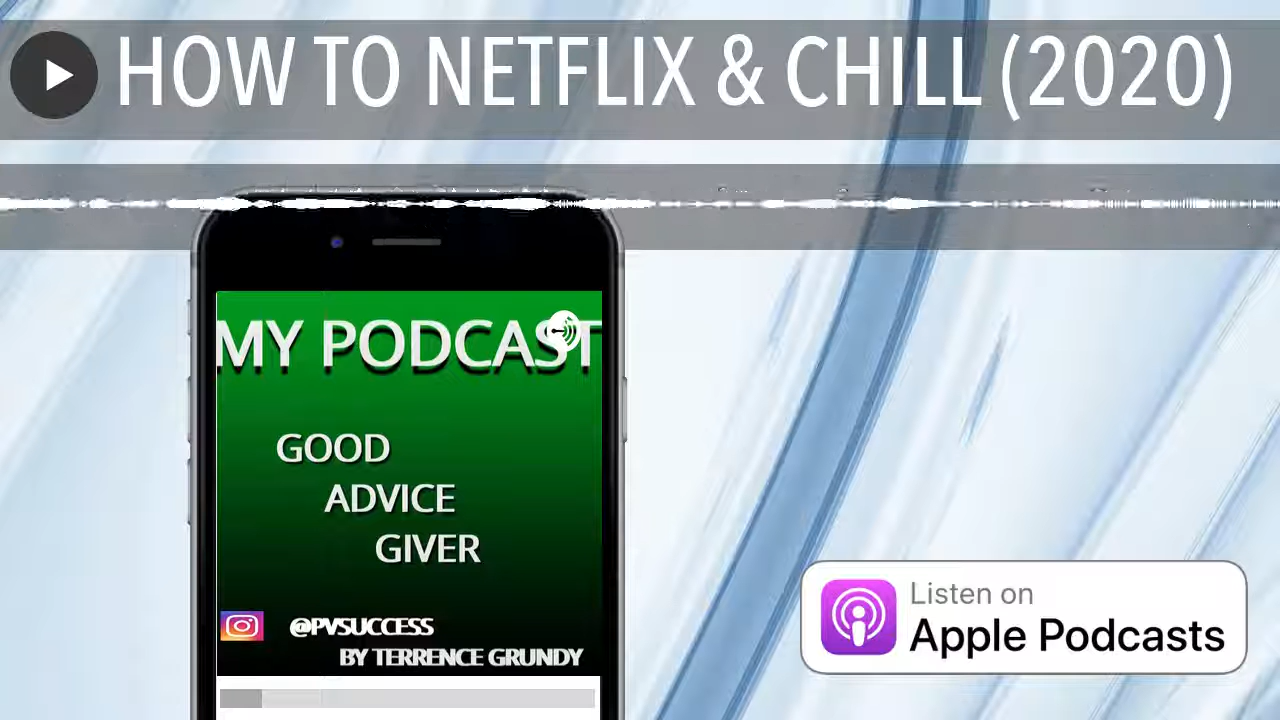 HOW TO NETFLIX & CHILL (2020)
MY PODCAST
GOOD
ADVICE
GIVER
@PVSUCCESS
BY TERRENCE GRUNDY
Listen on
Apple Podcasts